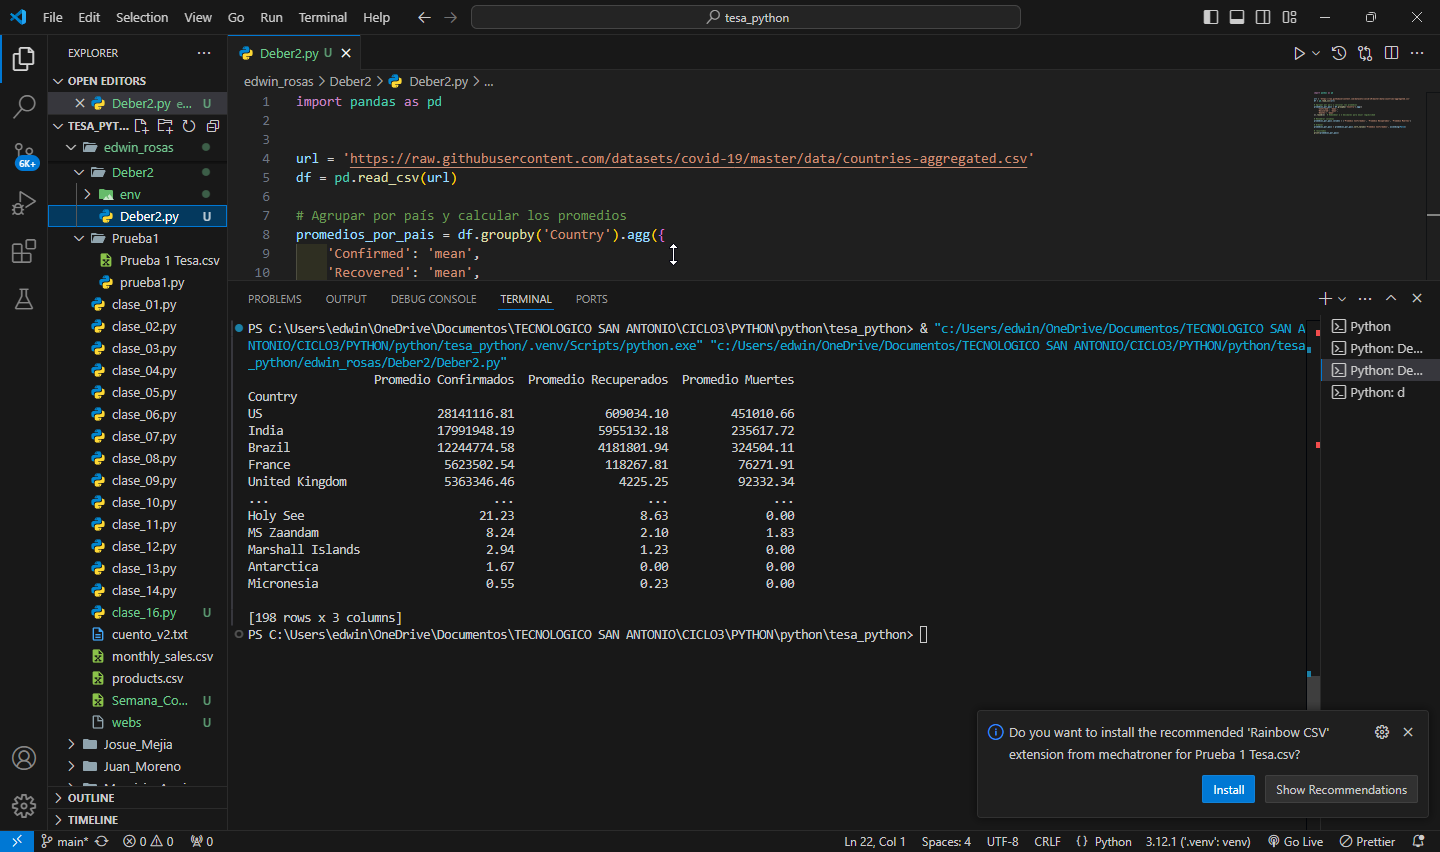 File Edit Selection View Go Run Terminal Help
tesa_python
EXPLORER
OPEN EDITORS
Deber2.py e... U
TESA_PYT...
edwin_rosas
Deber2
env
Deber2.py U
Prueba1
Prueba 1 Tesa.csv
prueba1.py
clase_01.py
clase_02.py
clase_03.py
clase_04.py
clase_05.py
clase_06.py
clase_07.py
clase_08.py
clase_09.py
clase_10.py
clase_11.py
clase_12.py
clase_13.py
clase_14.py
clase_16.py U
cuento_v2.txt
monthly_sales.csv
products.csv
Semana_Co... U
webs U
Josue_Mejia
Juan_Moreno
OUTLINE
TIMELINE
6K+
Deber2.py U
edwin_rosas > Deber2 > Deber2.py > ...
1 import pandas as pd
2
3
4 url = 'https://raw.githubusercontent.com/datasets/covid-19/master/data/countries-aggregated.csv'
5 df = pd.read_csv(url)
6
7 # Agrupar por país y calcular los promedios
8 promedios_por_pais = df.groupby('Country').agg({
9 'Confirmed': 'mean',
10 'Recovered': 'mean',
PROBLEMS OUTPUT DEBUG CONSOLE TERMINAL PORTS
PS C:\Users\edwin\OneDrive\Documentos\TECNOLOGICO SAN ANTONIO\CICLO3\PYTHON\python\tesa_python> & "c:/Users/edwin/OneDrive/Documentos/TECNOLOGICO SAN A
NTONIO/CICLO3/PYTHON/python/tesa_python/.venv/Scripts/python.exe" "c:/Users/edwin/OneDrive/Documentos/TECNOLOGICO SAN ANTONIO/CICLO3/PYTHON/python/tesa
_python/edwin_rosas/Deber2/Deber2.py"
Promedio Confirmados Promedio Recuperados Promedio Muertes
Country
US 28141116.81 609034.10 451010.66
India 17991948.19 5955132.18 235617.72
Brazil 12244774.58 4181801.94 324504.11
France 5623502.54 118267.81 76271.91
United Kingdom 5363346.46 4225.25 92332.34
... ... ... ...
Holy See 21.23 8.63 0.00
MS Zaandam 8.24 2.10 1.83
Marshall Islands 2.94 1.23 0.00
Antarctica 1.67 0.00 0.00
Micronesia 0.55 0.23 0.00
[198 rows x 3 columns]
PS C:\Users\edwin\OneDrive\Documentos\TECNOLOGICO SAN ANTONIO\CICLO3\PYTHON\python\tesa_python>
Python
Python: De...
Python: De...
Python: d
Do you want to install the recommended 'Rainbow CSV'
extension from mechatroner for Prueba 1 Tesa.csv?
Install Show Recommendations
main* 0 0 0 Ln 22, Col 1 Spaces: 4 UTF-8 CRLF {} Python 3.12.1 ('.venv': venv) Go Live Prettier